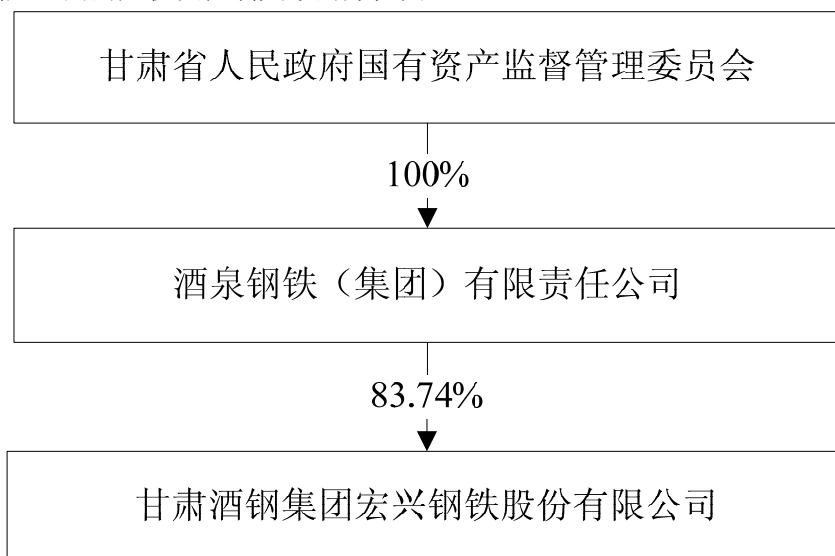 甘肃省人民政府国有资产监督管理委员会
100%
酒泉钢铁（集团）有限责任公司
83.74%
甘肃酒钢集团宏兴钢铁股份有限公司